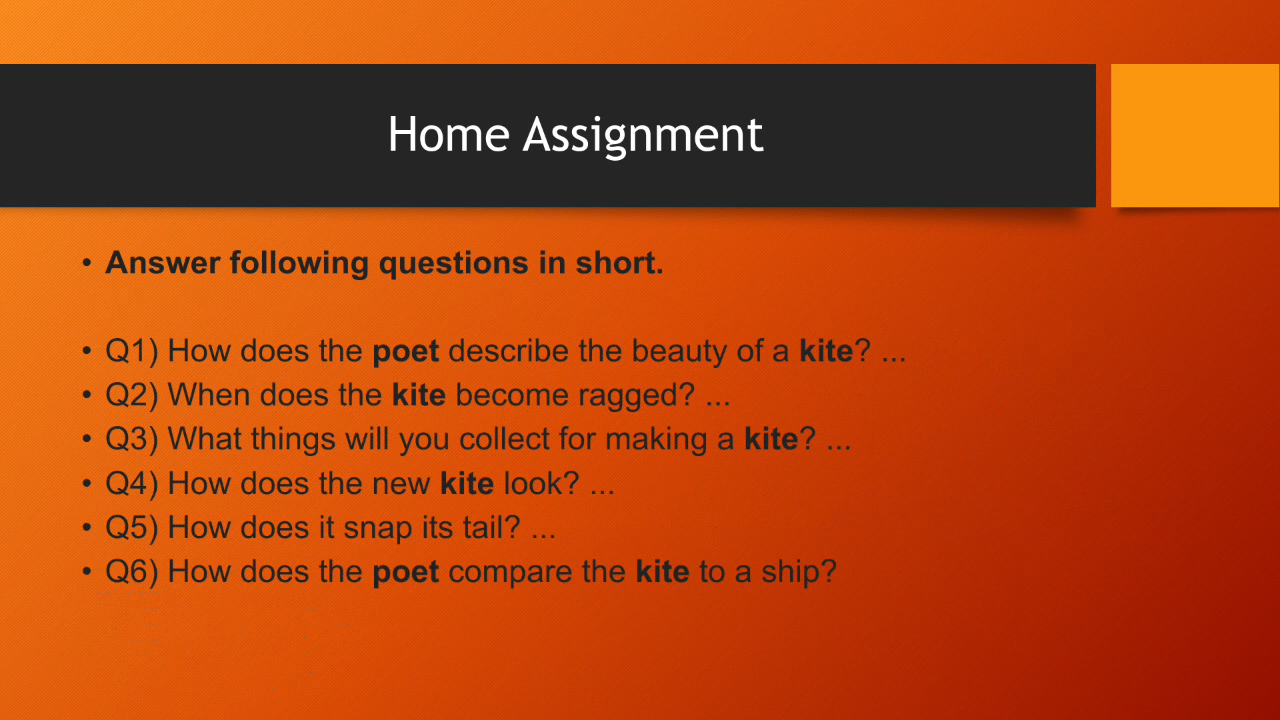 Home Assignment
• Answer following questions in short.
• Q1) How does the poet describe the beauty of a kite? ...
• Q2) When does the kite become ragged? ...
• Q3) What things will you collect for making a kite? ...
• Q4) How does the new kite look? ...
• Q5) How does it snap its tail? ...
• Q6) How does the poet compare the kite to a ship?